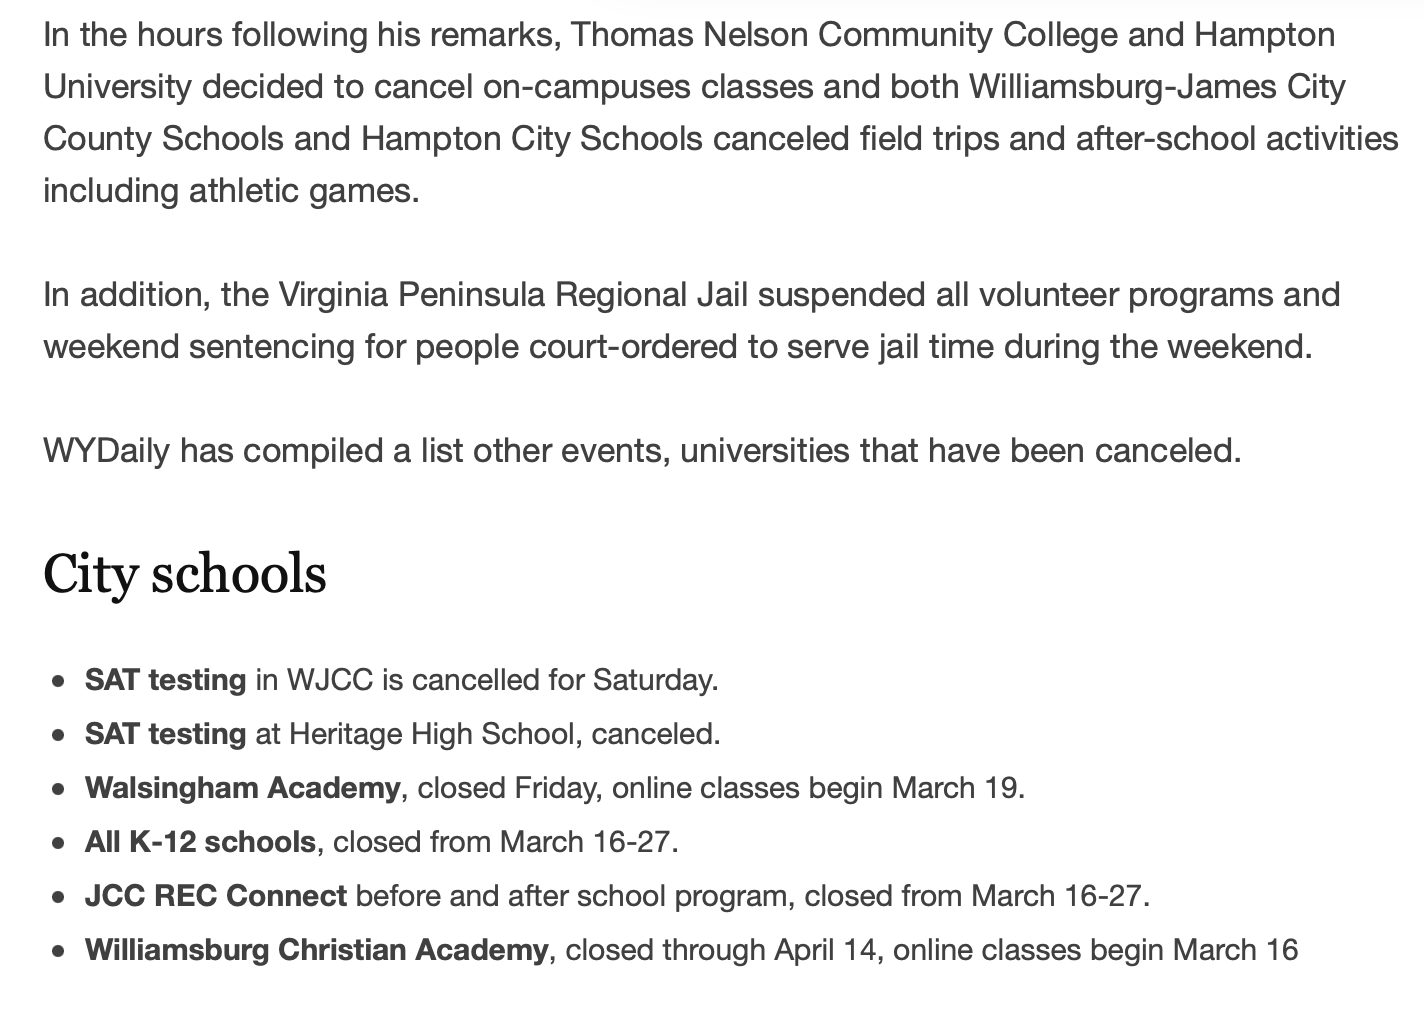 In the hours following his remarks, Thomas Nelson Community College and Hampton
University decided to cancel on-campuses classes and both Williamsburg-James City
County Schools and Hampton City Schools canceled field trips and after-school activities
including athletic games.
In addition, the Virginia Peninsula Regional Jail suspended all volunteer programs and
weekend sentencing for people court-ordered to serve jail time during the weekend.
WYDaily has compiled a list other events, universities that have been canceled.
City schools
• SAT testing in WJCC is cancelled for Saturday.
• SAT testing at Heritage High School, canceled.
• Walsingham Academy, closed Friday, online classes begin March 19.
• All K-12 schools, closed from March 16-27.
• JCC REC Connect before and after school program, closed from March 16-27.
• Williamsburg Christian Academy, closed through April 14, online classes begin March 16